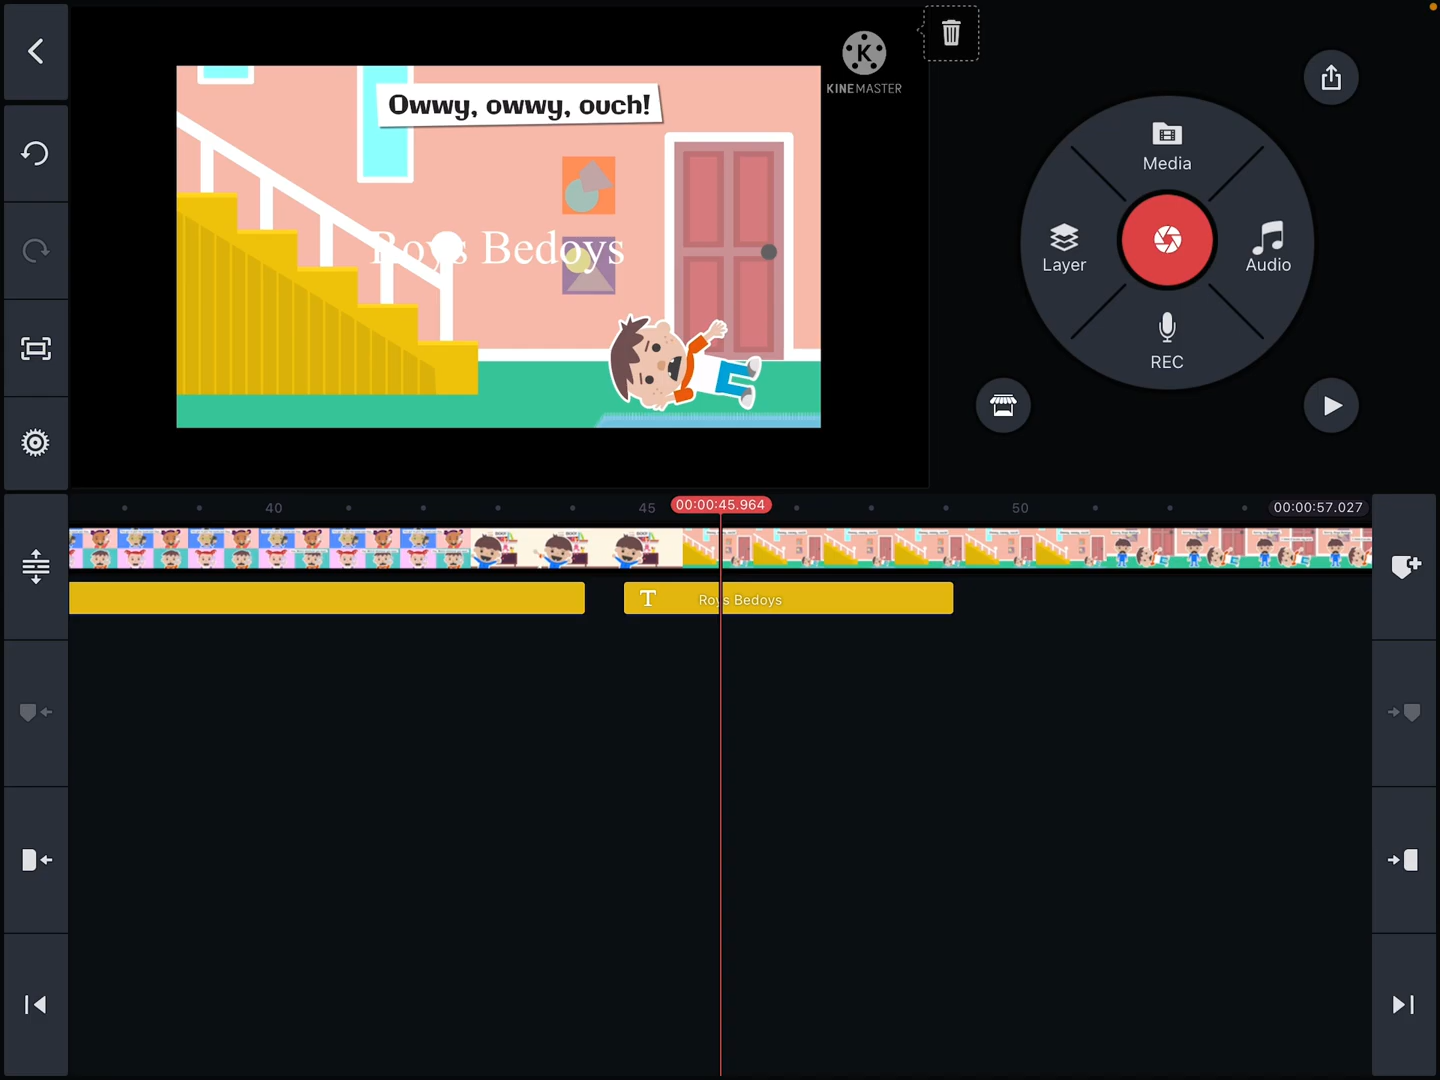 Owwy, owwy, ouch!
KINEMASTER
Roys Bedoys
Media
Layer
Audio
REC
40
45
00:00:45.964
50
00:00:57.027
T Roys Bedoys